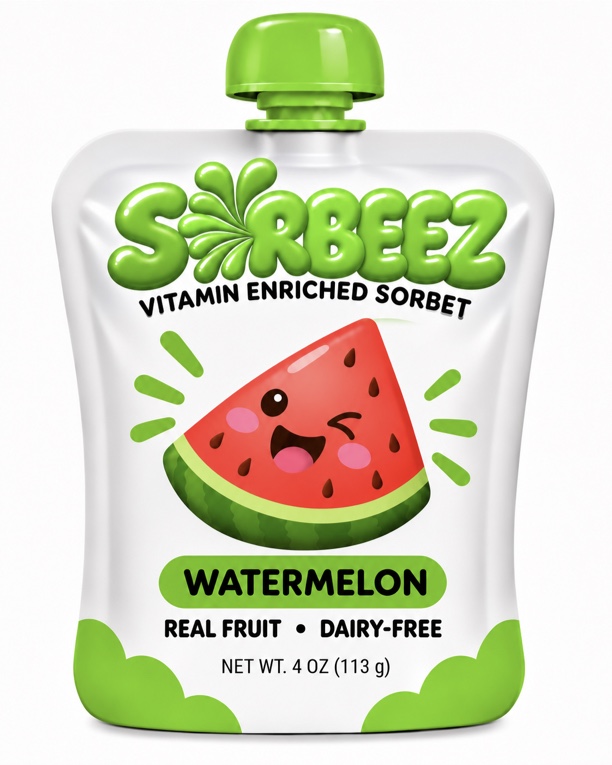 SORBEEZ
VITAMIN ENRICHED SORBET
WATERMELON
REAL FRUIT • DAIRY-FREE
NET WT. 4 OZ (113 g)